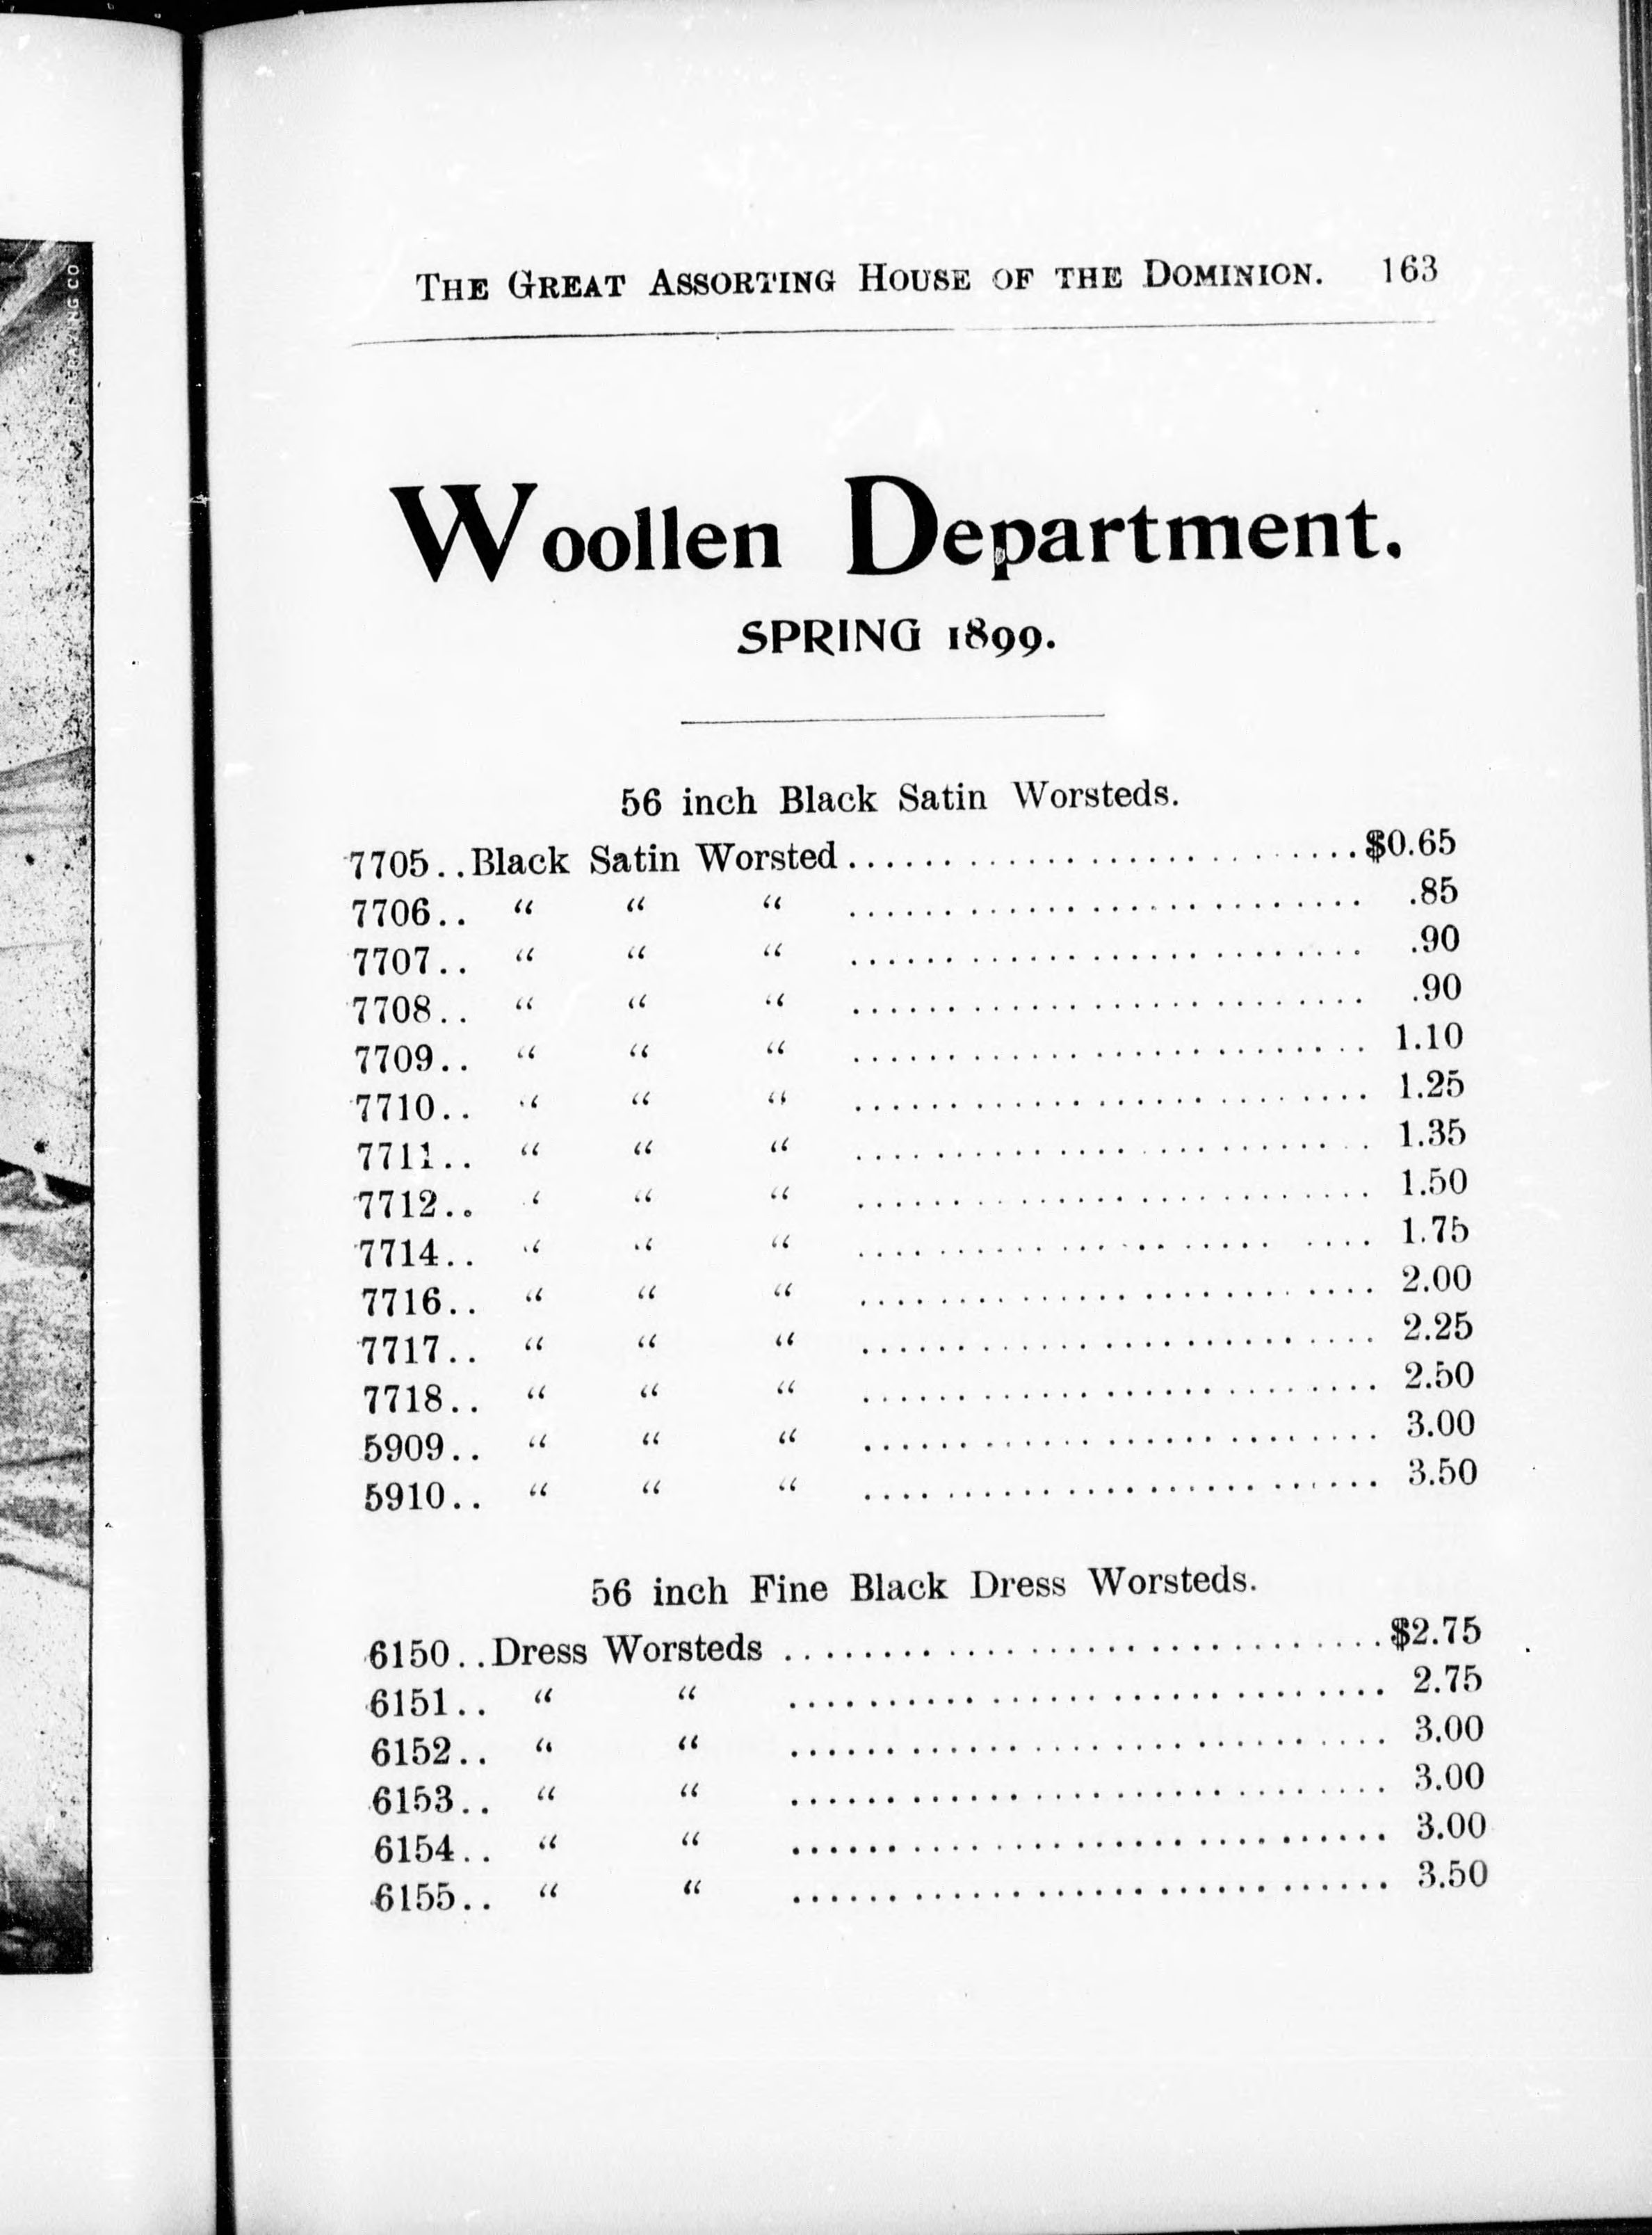 THE GREAT ASSORTING HOUSE OF THE DOMINION. 163
Woollen Department.
SPRING 1899.
56 inch Black Satin Worsteds.
7705..Black Satin Worsted..........................$0.65
7706.. “ “ “ .......................... .85
7707.. “ “ “ .......................... .90
7708.. “ “ “ .......................... .90
7709.. “ “ “ .......................... 1.10
7710.. “ “ “ .......................... 1.25
7711.. “ “ “ .......................... 1.35
7712.. “ “ “ .......................... 1.50
7714.. “ “ “ .......................... 1.75
7716.. “ “ “ .......................... 2.00
7717.. “ “ “ .......................... 2.25
7718.. “ “ “ .......................... 2.50
5909.. “ “ “ .......................... 3.00
5910.. “ “ “ .......................... 3.50
56 inch Fine Black Dress Worsteds.
6150..Dress Worsteds ..............................$2.75
6151.. “ “ .............................. 2.75
6152.. “ “ .............................. 3.00
6153.. “ “ .............................. 3.00
6154.. “ “ .............................. 3.00
6155.. “ “ .............................. 3.50
CO